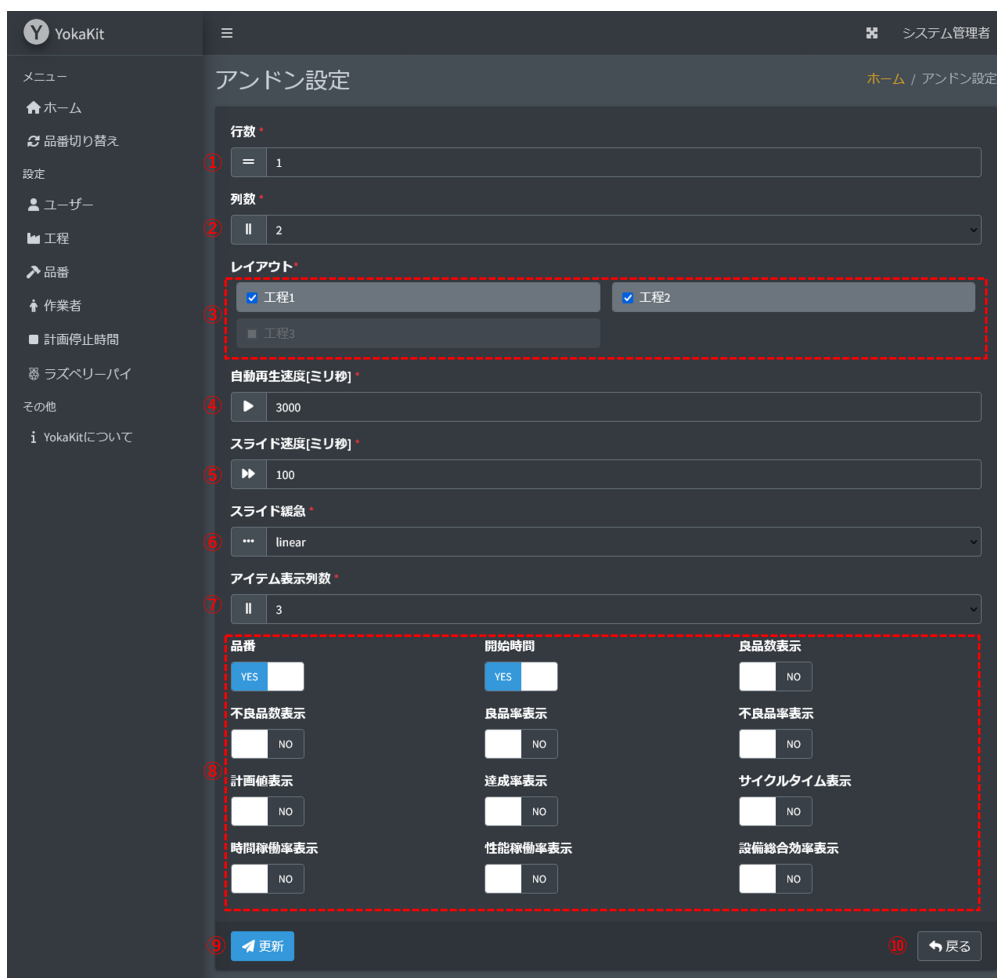 Y YokaKit
システム管理者
メニュー
ホーム
品番切り替え
設定
ユーザー
工程
品番
作業者
計画停止時間
ラズベリーパイ
その他
YokaKitについて
アンドン設定
ホーム / アンドン設定
行数*
① 1
列数*
② 2
レイアウト*
③ 工程1 工程2
工程3
自動再生速度[ミリ秒]*
④ 3000
スライド速度[ミリ秒]*
⑤ 100
スライド緩急*
⑥ linear
アイテム表示列数*
⑦ 3
品番 開始時間 良品数表示
YES YES NO
不良品数表示 良品率表示 不良品率表示
NO NO NO
⑧
計画値表示 達成率表示 サイクルタイム表示
NO NO NO
時間稼働率表示 性能稼働率表示 設備総合効率表示
NO NO NO
⑨ 更新 ⑩ 戻る